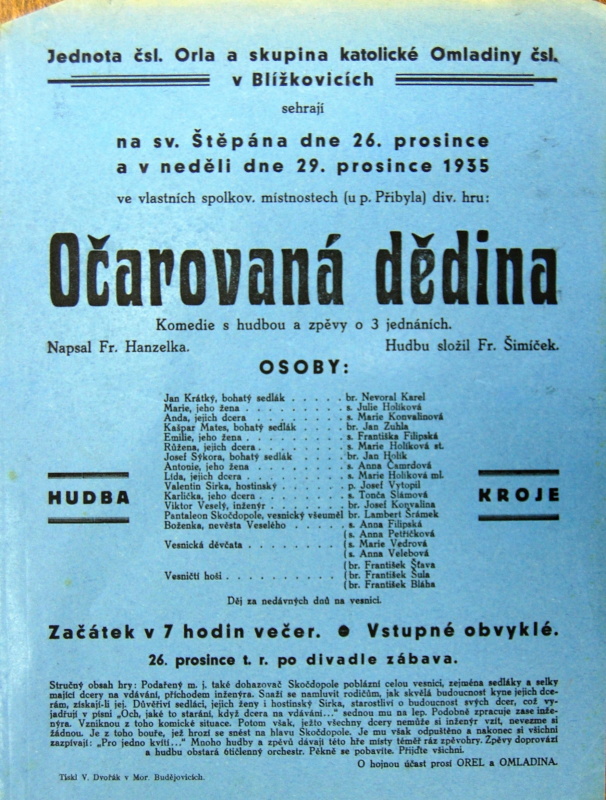 Jednota čsl. Orla a skupina katolické Omladiny čsl.
v Blížkovicích
sehrají
na sv. Štěpána dne 26. prosince
a v neděli dne 29. prosince 1935
ve vlastních spolkov. místnostech (u p. Přibyla) div. hru:
Očarovaná dědina
Komedie s hudbou a zpěvy o 3 jednáních.
Napsal Fr. Hanzelka. Hudbu složil Fr. Šimíček.
OSOBY:
Jan Krátký, bohatý sedlák . . . . . br. Nevoral Karel
Marie, jeho žena . . . . . . . . . s. Julie Holíková
Anda, jejich dcera . . . . . . . . s. Marie Konvalinová
Kašpar Mates, bohatý sedlák . . . . br. Jan Zuhla
Emilie, jeho žena . . . . . . . . . s. Františka Filipská
Růžena, jejich dcera . . . . . . . . s. Marie Holíková st.
Josef Sýkora, bohatý sedlák . . . . br. Jan Holík
Antonie, jeho žena . . . . . . . . s. Anna Čamrdová
Lída, jejich dcera . . . . . . . . . s. Marie Holíková ml.
Valentin Sirka, hostinský . . . . . p. Josef Vytopil
Karlička, jeho dcera . . . . . . . . s. Tonča Slámová
Viktor Veselý, inženýr . . . . . . . br. Josef Konvalina
Pantaleon Skočdopole, vesnický všeuměl br. Lambert Šrámek
Boženka, nevěsta Veselého . . . . . s. Anna Filipská
(s. Anna Petřičková
Vesnická děvčata . . . . . . . . . (s. Marie Vedrová
(s. Anna Velebová
(br. František Šťava
Vesničtí hoši . . . . . . . . . . . (br. František Šula
(br. František Bláha
HUDBA
KROJE
Děj za nedávných dnů na vesnici.
Začátek v 7 hodin večer. ● Vstupné obvyklé.
26. prosince t. r. po divadle zábava.
Stručný obsah hry: Podařený m. j. také dohazovač Skočdopole poblázní celou vesnici, zejména sedláky a selky
mající dcery na vdávání, příchodem inženýra. Snaží se namluvit rodičům, jak skvělá budoucnost kyne jejich dce-
rám, získají-li jej. Důvěřiví sedláci, jejich ženy i hostinský Sirka, starostliví o budoucnost svých dcer, což vy-
jadřují v písni „Och, jaké to starání, když dcera na vdávání...“ sednou mu na lep. Podobně zpracuje zase inže-
nýra. Vzniknou z toho komické situace. Potom však, ježto všechny dcery nemůže si inženýr vzít, nevezme si
žádnou. Je z toho bouře, jež hrozí se snést na hlavu Skočdopole. Je mu však odpuštěno a nakonec si všichni
zazpívají: „Pro jedno kvítí...“ Mnoho hudby a zpěvů dávají této hře místy téměř ráz zpěvohry. Zpěvy doprovází
a hudbu obstará 6tičlenný orchestr. Pěkně se pobavíte. Přijďte všichni.
O hojnou účast prosí OREL a OMLADINA.
Tiskl V. Dvořák v Mor. Budějovicích.